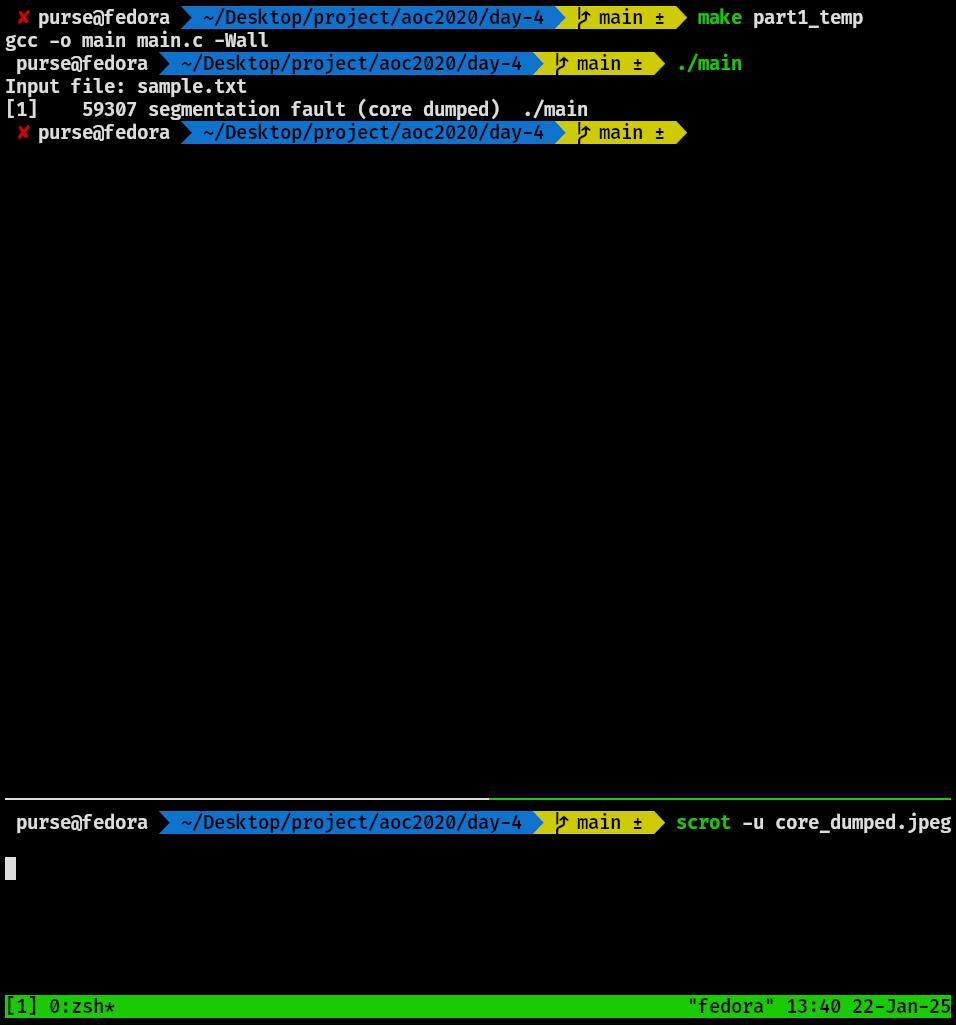 ✘ purse@fedora ~/Desktop/project/aoc2020/day-4 main ± make part1_temp
gcc -o main main.c -Wall
purse@fedora ~/Desktop/project/aoc2020/day-4 main ± ./main
Input file: sample.txt
[1]    59307 segmentation fault (core dumped)  ./main
✘ purse@fedora ~/Desktop/project/aoc2020/day-4 main ±
purse@fedora ~/Desktop/project/aoc2020/day-4 main ± scrot -u core_dumped.jpeg
[1] 0:zsh* "fedora" 13:40 22-Jan-25